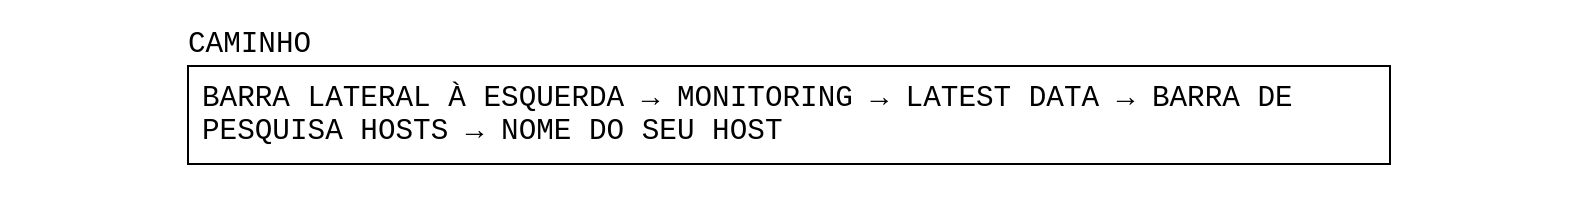 CAMINHO
BARRA LATERAL À ESQUERDA → MONITORING → LATEST DATA → BARRA DE
PESQUISA HOSTS → NOME DO SEU HOST